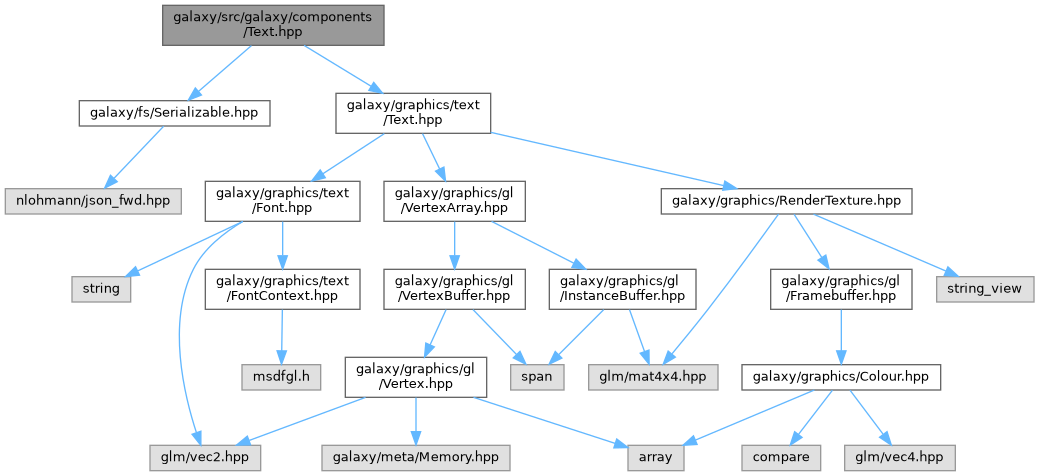 galaxy/src/galaxy/components
/Text.hpp
galaxy/fs/Serializable.hpp
galaxy/graphics/text
/Text.hpp
nlohmann/json_fwd.hpp
galaxy/graphics/text
/Font.hpp
galaxy/graphics/gl
/VertexArray.hpp
galaxy/graphics/RenderTexture.hpp
string
galaxy/graphics/text
/FontContext.hpp
galaxy/graphics/gl
/VertexBuffer.hpp
galaxy/graphics/gl
/InstanceBuffer.hpp
galaxy/graphics/gl
/Framebuffer.hpp
string_view
msdfgl.h
galaxy/graphics/gl
/Vertex.hpp
span
glm/mat4x4.hpp
galaxy/graphics/Colour.hpp
glm/vec2.hpp
galaxy/meta/Memory.hpp
array
compare
glm/vec4.hpp